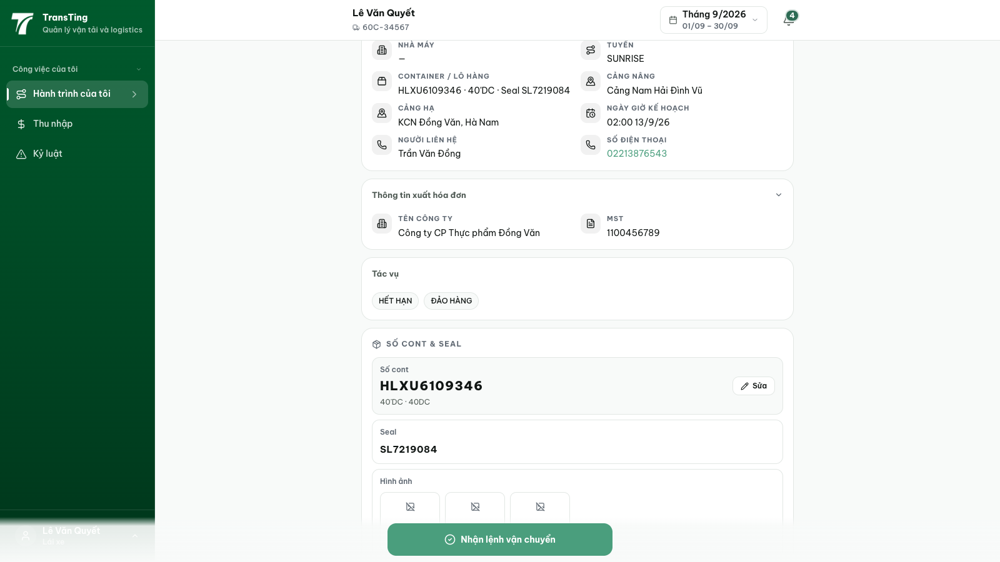 TransTing
Quản lý vận tải và logistics
Công việc của tôi
Hành trình của tôi
Thu nhập
Kỷ luật
Lê Văn Quyết
Lái xe
Lê Văn Quyết
60C-34567
Tháng 9/2026
01/09 – 30/09
4
NHÀ MÁY
—
TUYẾN
SUNRISE
CONTAINER / LÔ HÀNG
HLXU6109346 · 40'DC · Seal SL7219084
CẢNG NÂNG
Cảng Nam Hải Đình Vũ
CẢNG HẠ
KCN Đồng Văn, Hà Nam
NGÀY GIỜ KẾ HOẠCH
02:00 13/9/26
NGƯỜI LIÊN HỆ
Trần Văn Đồng
SỐ ĐIỆN THOẠI
02213876543
Thông tin xuất hóa đơn
TÊN CÔNG TY
Công ty CP Thực phẩm Đồng Văn
MST
1100456789
Tác vụ
HẾT HẠN
ĐẢO HÀNG
SỐ CONT & SEAL
Số cont
HLXU6109346
40'DC · 40DC
Sửa
Seal
SL7219084
Hình ảnh
Nhận lệnh vận chuyển